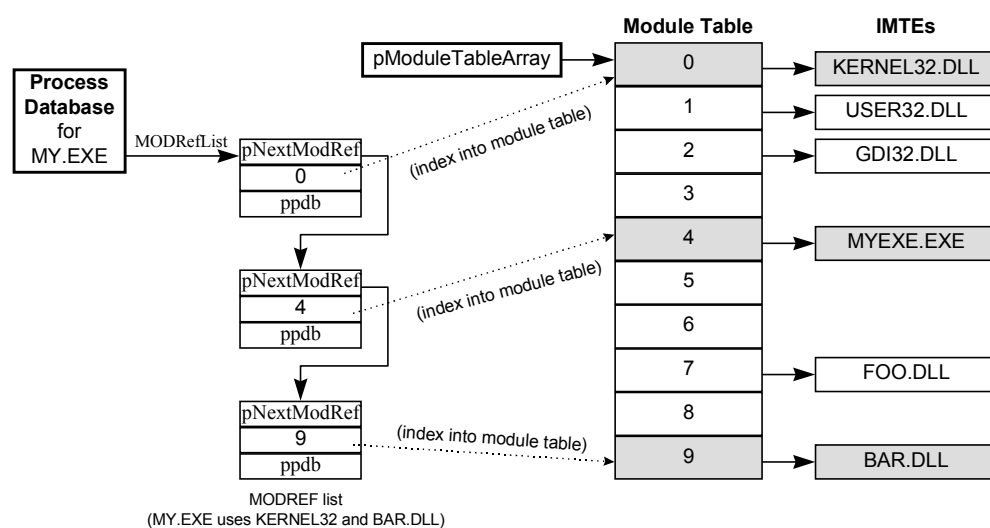 Module Table
IMTEs
pModuleTableArray
0
KERNEL32.DLL
Process
Database
for
MY.EXE
MODRefList
pNextModRef
0
ppdb
(index into module table)
1
USER32.DLL
2
GDI32.DLL
3
4
MYEXE.EXE
pNextModRef
4
ppdb
(index into module table)
5
6
7
FOO.DLL
8
pNextModRef
9
ppdb
(index into module table)
9
BAR.DLL
MODREF list
(MY.EXE uses KERNEL32 and BAR.DLL)